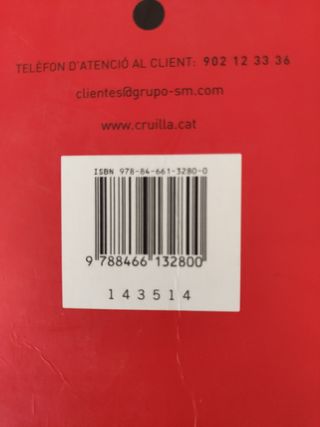 TELÈFON D'ATENCIÓ AL CLIENT: 902 12 33 36
clientes@grupo-sm.com
www.cruilla.cat
ISBN 978-84-661-3280-0
9 788466 132800
143514